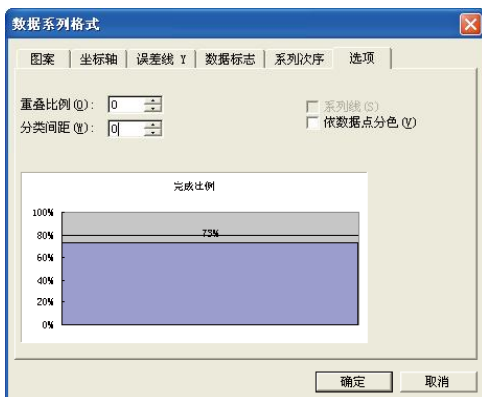 数据系列格式
图案 坐标轴 误差线 Y 数据标志 系列次序 选项
重叠比例(O): 0 系列线(S)
分类间距(W): 0 依数据点分色(V)
完成比例
100%
80% 73%
60%
40%
20%
0%
确定 取消